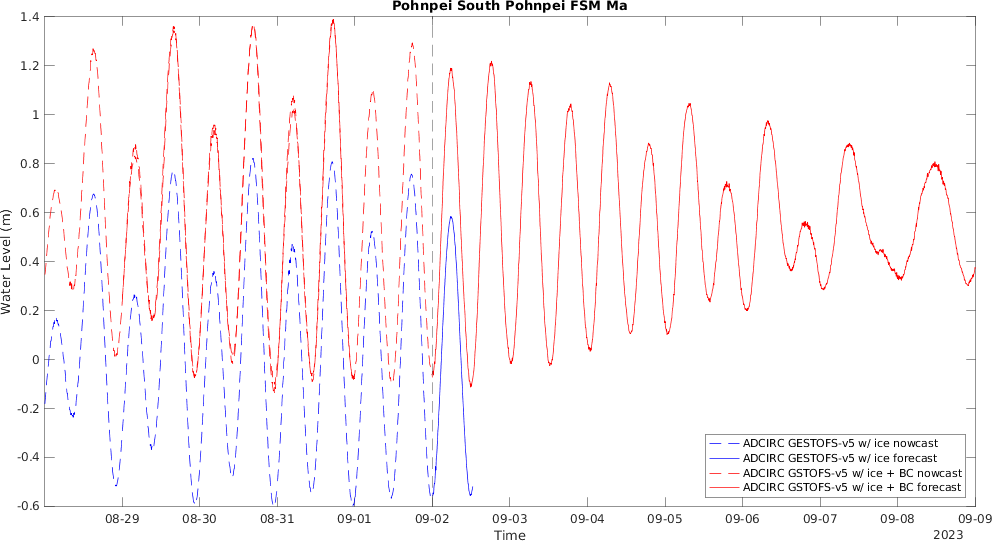 Pohnpei South Pohnpei FSM Ma
1.4
1.2
1
0.8
0.6
0.4
0.2
0
-0.2
-0.4
-0.6
Water Level (m)
ADCIRC GESTOFS-v5 w/ ice nowcast
ADCIRC GESTOFS-v5 w/ ice forecast
ADCIRC GSTOFS-v5 w/ ice + BC nowcast
ADCIRC GSTOFS-v5 w/ ice + BC forecast
08-29 08-30 08-31 09-01 09-02 09-03 09-04 09-05 09-06 09-07 09-08 09-09
Time
2023